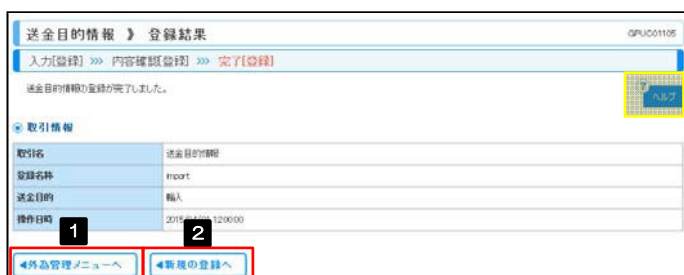 送金目的情報 》 登録結果
GPUC01105
入力[登録] >>> 内容確認[登録] >>> 完了[登録]
送金目的情報の登録が完了しました。
ヘルプ
取引情報
取引名 送金目的情報
登録名称 import
送金目的 輸入
操作日時 12:00:00
1
2
◀外為管理メニューへ
◀新規の登録へ